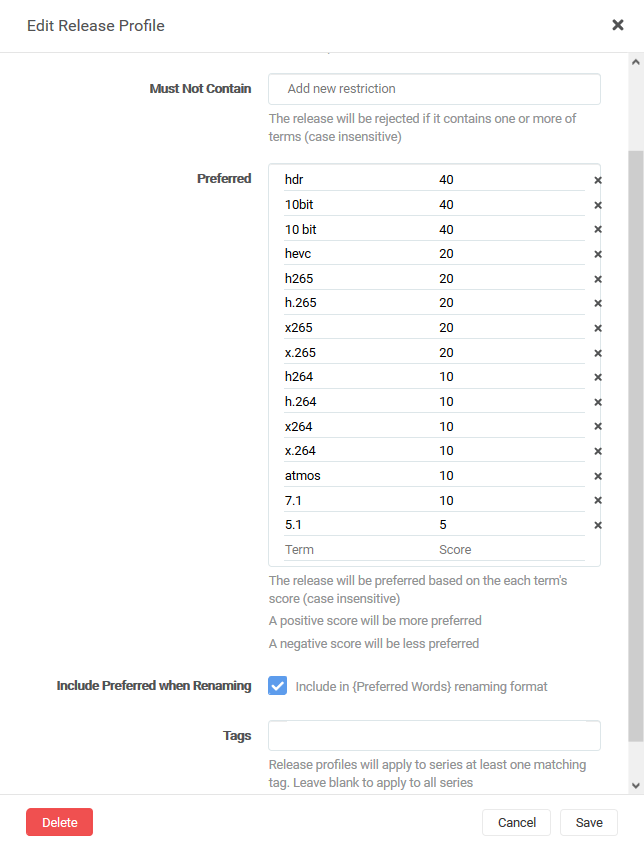 Edit Release Profile
Must Not Contain
Add new restriction
The release will be rejected if it contains one or more of
terms (case insensitive)
Preferred
hdr 40
10bit 40
10 bit 40
hevc 20
h265 20
h.265 20
x265 20
x.265 20
h264 10
h.264 10
x264 10
x.264 10
atmos 10
7.1 10
5.1 5
Term Score
The release will be preferred based on the each term's
score (case insensitive)
A positive score will be more preferred
A negative score will be less preferred
Include Preferred when Renaming
Include in {Preferred Words} renaming format
Tags
Release profiles will apply to series at least one matching
tag. Leave blank to apply to all series
Delete
Cancel
Save